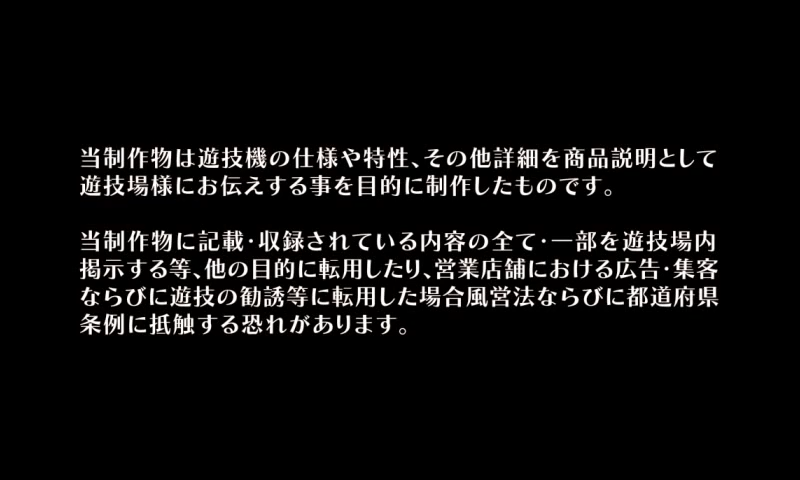 当制作物は遊技機の仕様や特性、その他詳細を商品説明として
遊技場様にお伝えする事を目的に制作したものです。
当制作物に記載・収録されている内容の全て・一部を遊技場内
掲示する等、他の目的に転用したり、営業店舗における広告・集客
ならびに遊技の勧誘等に転用した場合風営法ならびに都道府県
条例に抵触する恐れがあります。